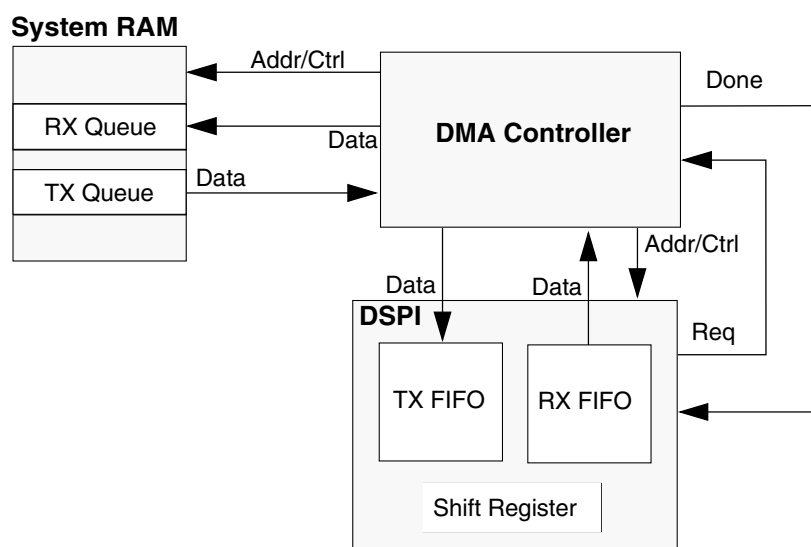 System RAM
Addr/Ctrl
Done
RX Queue
Data
DMA Controller
TX Queue
Data
Addr/Ctrl
Data
Data
DSPI
Req
TX FIFO
RX FIFO
Shift Register